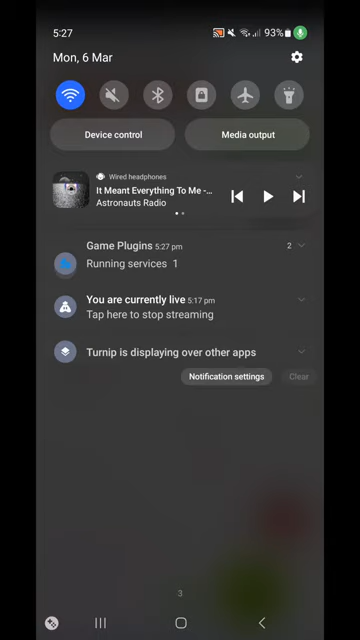 5:27
93%
Mon, 6 Mar
Device control
Media output
Wired headphones
It Meant Everything To Me -...
Astronauts Radio
Game Plugins 5:27 pm
2
Running services 1
You are currently live 5:17 pm
Tap here to stop streaming
Turnip is displaying over other apps
Notification settings
Clear
3